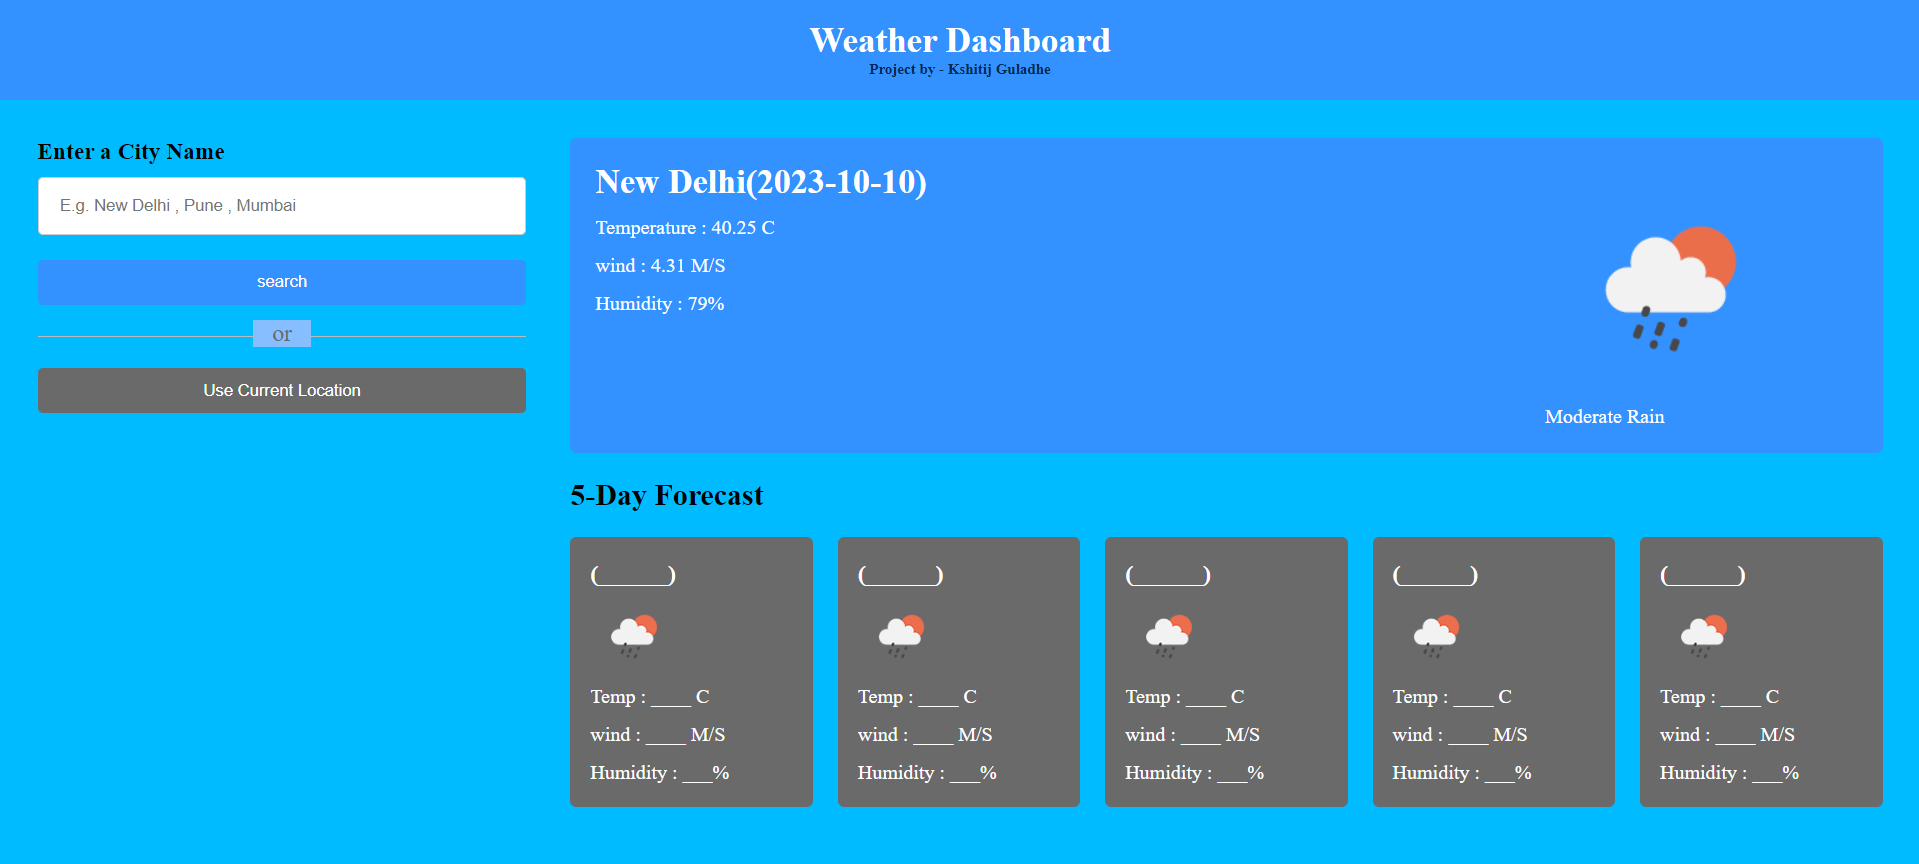 Weather Dashboard
Project by - Kshitij Guladhe
Enter a City Name
E.g. New Delhi , Pune , Mumbai
search
or
Use Current Location
New Delhi(2023-10-10)
Temperature : 40.25 C
wind : 4.31 M/S
Humidity : 79%
Moderate Rain
5-Day Forecast
(______)
Temp : ____ C
wind : ____ M/S
Humidity : ___%
(______)
Temp : ____ C
wind : ____ M/S
Humidity : ___%
(______)
Temp : ____ C
wind : ____ M/S
Humidity : ___%
(______)
Temp : ____ C
wind : ____ M/S
Humidity : ___%
(______)
Temp : ____ C
wind : ____ M/S
Humidity : ___%